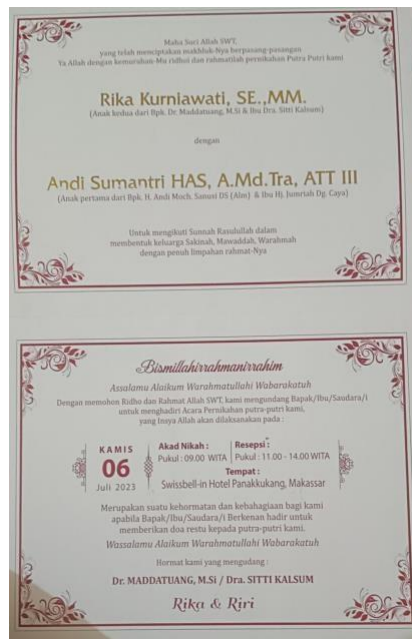 Maha Suci Allah SWT,
yang telah menciptakan makhluk-Nya berpasang-pasangan
Ya Allah dengan kemurahan-Mu ridhoi dan rahmatilah pernikahan Putra Putri kami
Rika Kurniawati, SE.,MM.
(Anak kedua dari Bpk. Dr. Maddatuang, M.Si & Ibu Dra. Sitti Kalsum)
dengan
Andi Sumantri HAS, A.Md.Tra, ATT III
(Anak pertama dari Bpk. H. Andi Moch. Sanusi DS (Alm) & Ibu Hj. Jumriah Dg. Caya)
Untuk mengikuti Sunnah Rasulullah dalam
membentuk keluarga Sakinah, Mawaddah, Warahmah
dengan penuh limpahan rahmat-Nya
Bismillahirrahmanirrahim
Assalamu Alaikum Warahmatullahi Wabarakatuh
Dengan memohon Ridho dan Rahmat Allah SWT, kami mengundang Bapak/Ibu/Saudara/i
untuk menghadiri Acara Pernikahan putra-putri kami,
yang Insya Allah akan dilaksanakan pada :
KAMIS
06
Juli 2023
Akad Nikah :
Pukul : 09.00 WITA
Resepsi :
Pukul : 11.00 - 14.00 WITA
Tempat :
Swissbell-in Hotel Panakkukang, Makassar
Merupakan suatu kehormatan dan kebahagiaan bagi kami
apabila Bapak/Ibu/Saudara/i Berkenan hadir untuk
memberikan doa restu kepada putra-putri kami.
Wassalamu Alaikum Warahmatullahi Wabarakatuh
Hormat kami yang mengundang :
Dr. MADDATUANG, M.Si / Dra. SITTI KALSUM
Rika & Riri